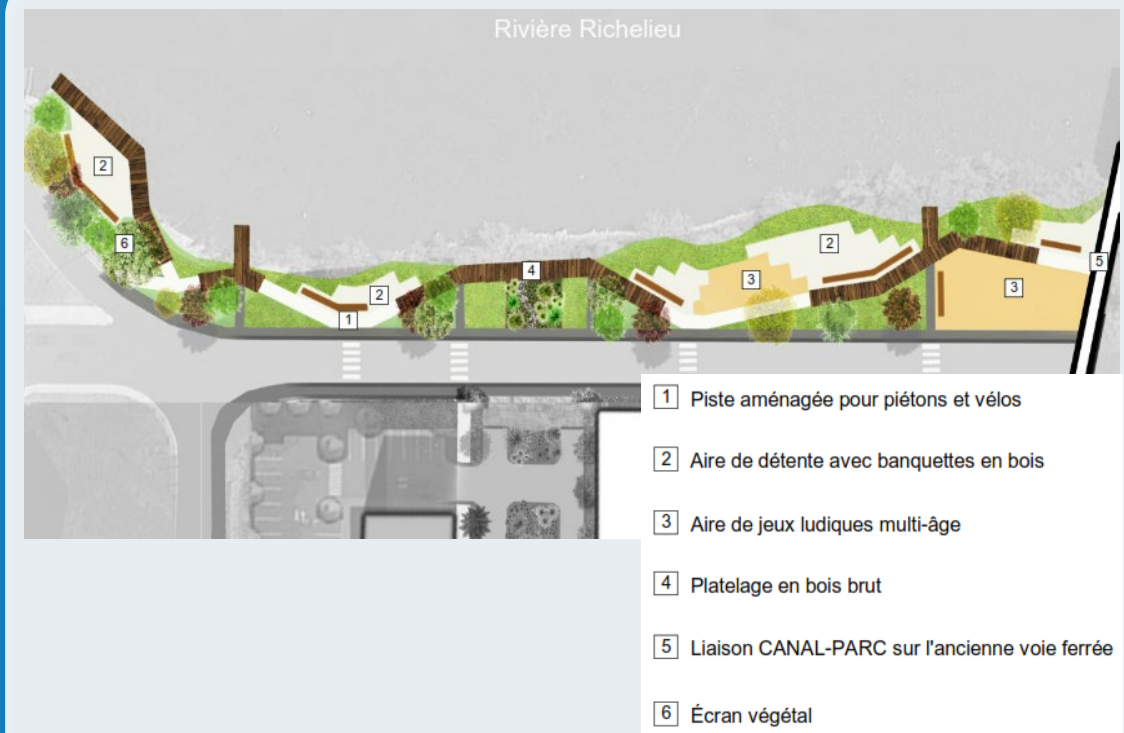 Rivière Richelieu
2
6
2
1
4
3
2
3
5
1 Piste aménagée pour piétons et vélos
2 Aire de détente avec banquettes en bois
3 Aire de jeux ludiques multi-âge
4 Platelage en bois brut
5 Liaison CANAL-PARC sur l'ancienne voie ferrée
6 Écran végétal